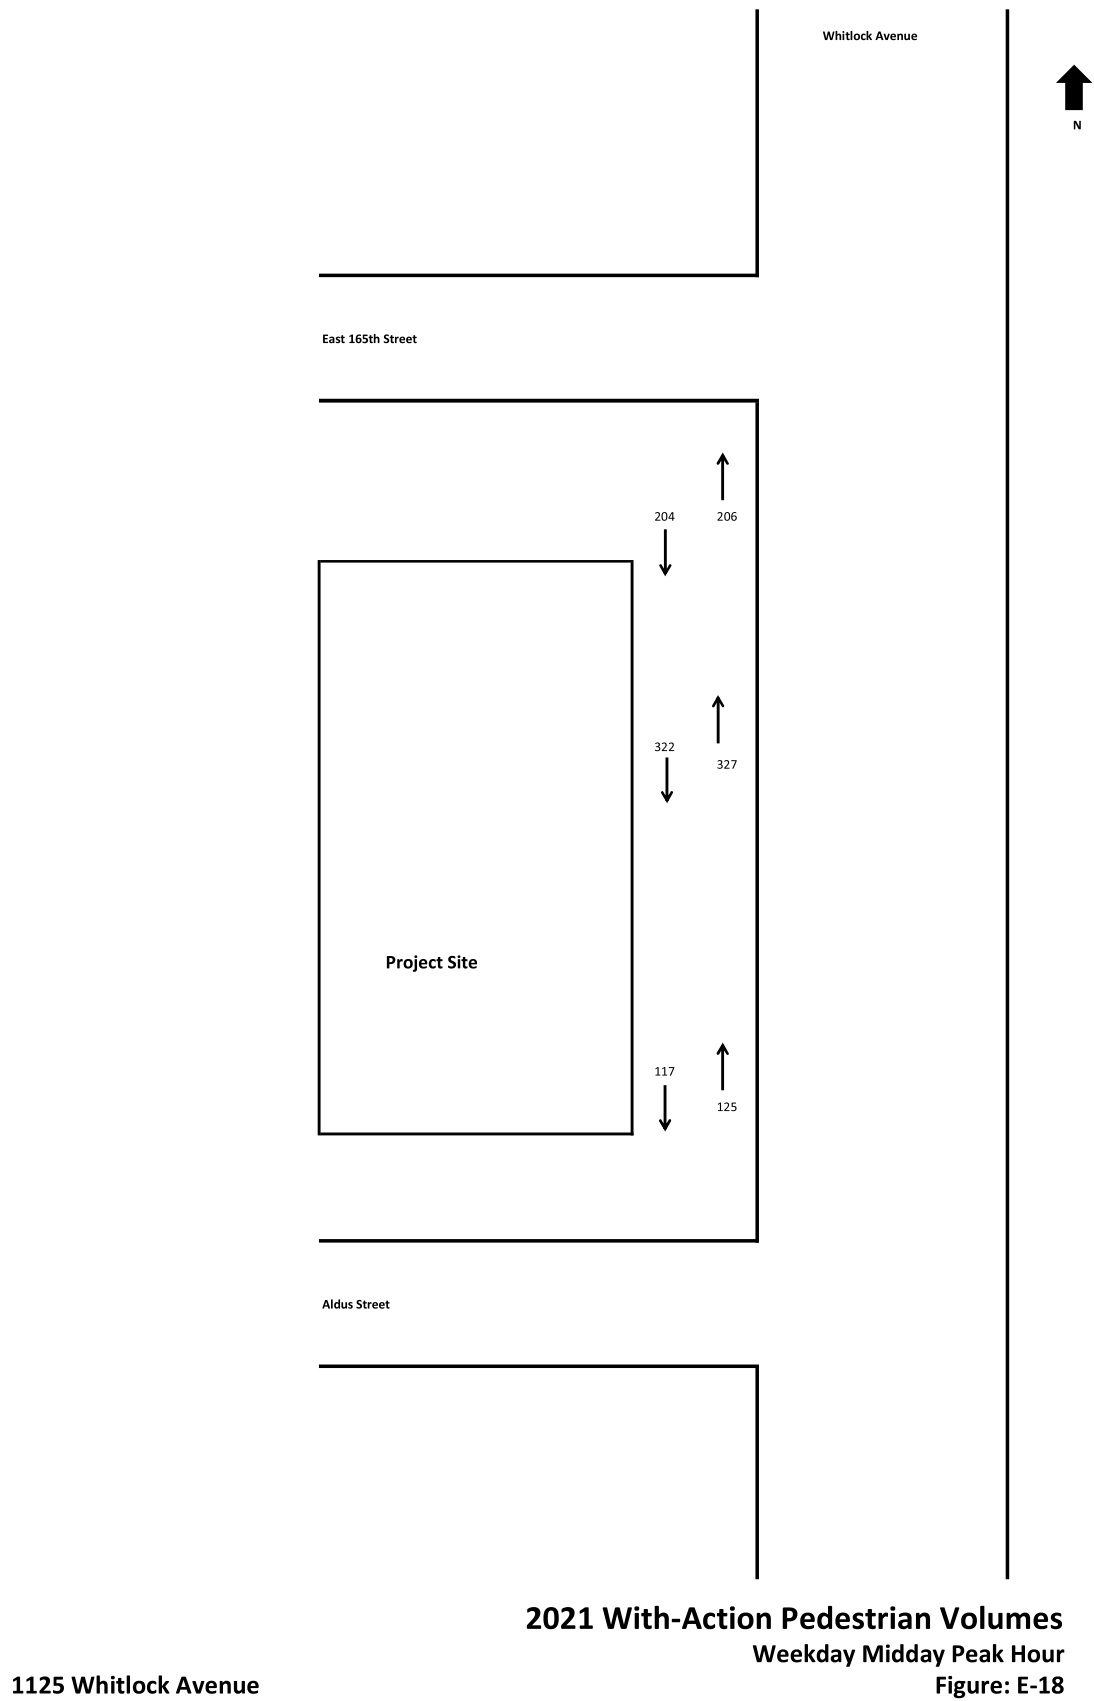 Whitlock Avenue
N
East 165th Street
204
206
322
327
Project Site
117
125
Aldus Street
2021 With-Action Pedestrian Volumes
Weekday Midday Peak Hour
1125 Whitlock Avenue
Figure: E-18